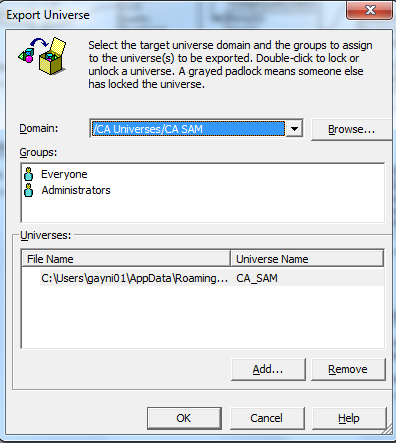 Export Universe
Select the target universe domain and the groups to assign
to the universe(s) to be exported. Double-click to lock or
unlock a universe. A grayed padlock means someone else
has locked the universe.
Domain:
/CA Universes/CA SAM
Browse...
Groups:
Everyone
Administrators
Universes:
File Name Universe Name
C:\Users\gayni01\AppData\Roaming... CA_SAM
Add... Remove
OK Cancel Help